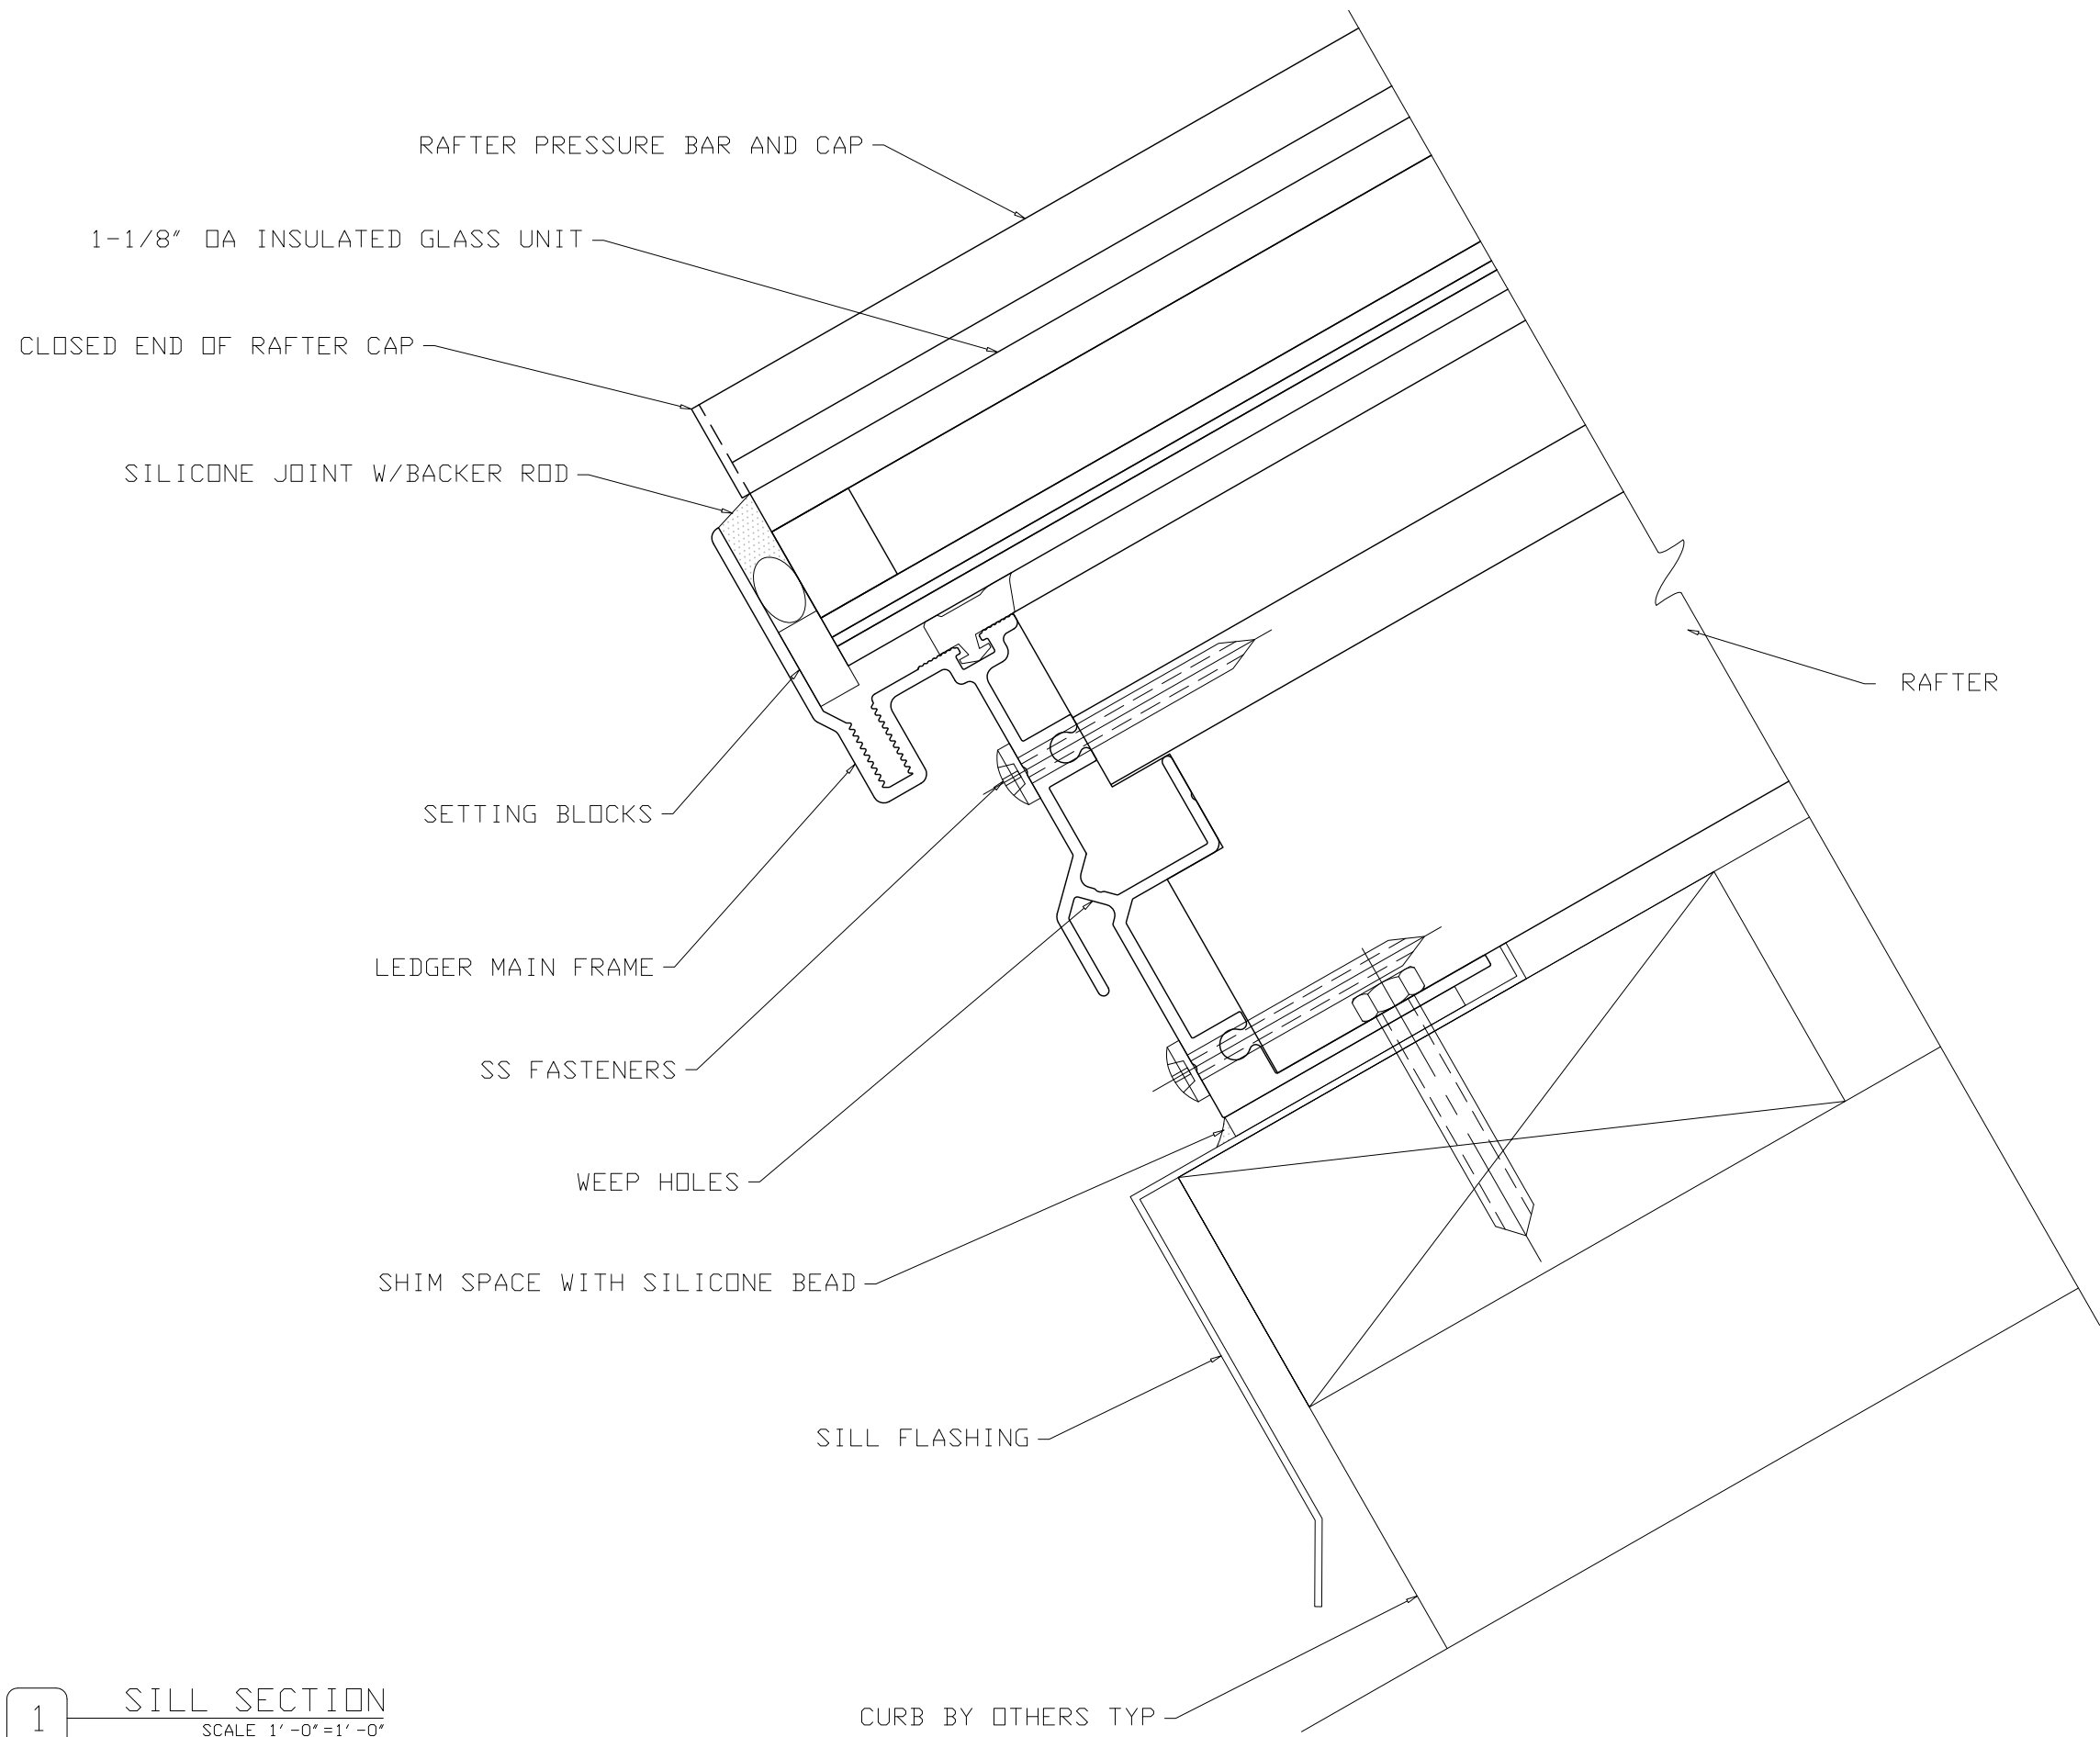 RAFTER PRESSURE BAR AND CAP
1-1/8" OA INSULATED GLASS UNIT
CLOSED END OF RAFTER CAP
SILICONE JOINT W/BACKER ROD
RAFTER
SETTING BLOCKS
LEDGER MAIN FRAME
SS FASTENERS
WEEP HOLES
SHIM SPACE WITH SILICONE BEAD
SILL FLASHING
CURB BY OTHERS TYP
1
SILL SECTION
SCALE 1'-0"=1'-0"